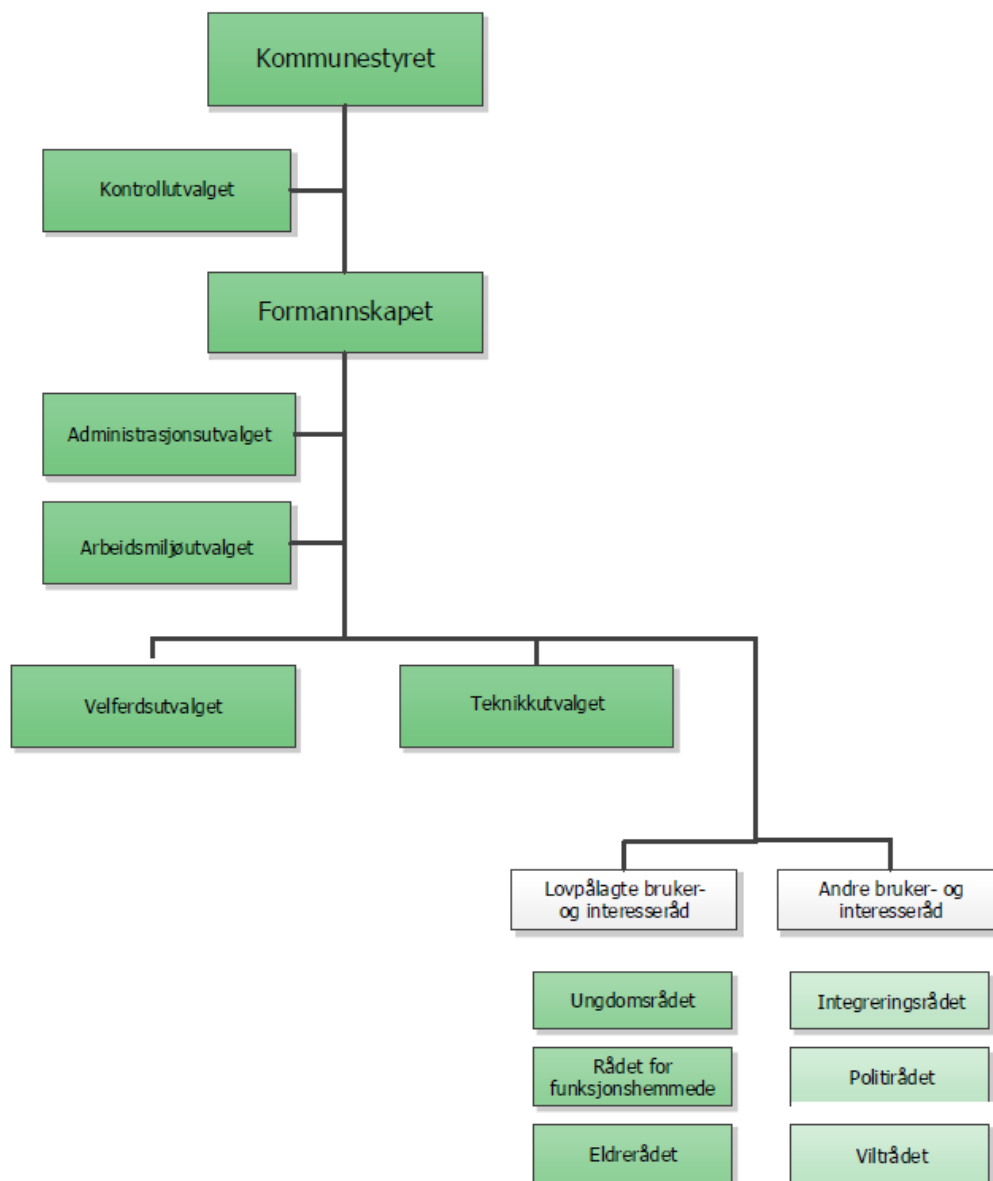 Kommunestyret
Kontrollutvalget
Formannskapet
Administrasjonsutvalget
Arbeidsmiljøutvalget
Velferdsutvalget
Teknikkutvalget
Lovpålagte bruker-
og interesseråd
Andre bruker- og
interesseråd
Ungdomsrådet
Integreringsrådet
Rådet for
funksjonshemmede
Politirådet
Eldrerådet
Viltrådet